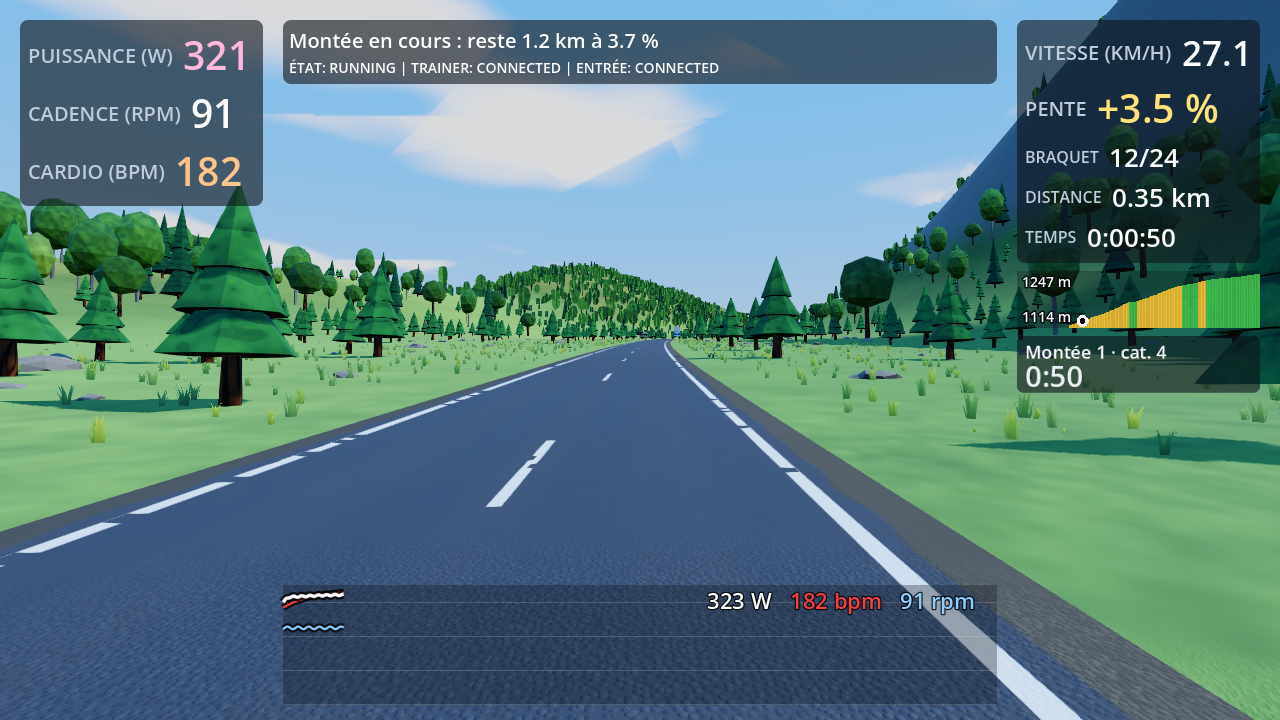 PUISSANCE (W) 321
CADENCE (RPM) 91
CARDIO (BPM) 182
Montée en cours : reste 1.2 km à 3.7 %
ÉTAT: RUNNING | TRAINER: CONNECTED | ENTRÉE: CONNECTED
VITESSE (KM/H) 27.1
PENTE +3.5 %
BRAQUET 12/24
DISTANCE 0.35 km
TEMPS 0:00:50
1247 m
1114 m
Montée 1 · cat. 4
0:50
323 W 182 bpm 91 rpm